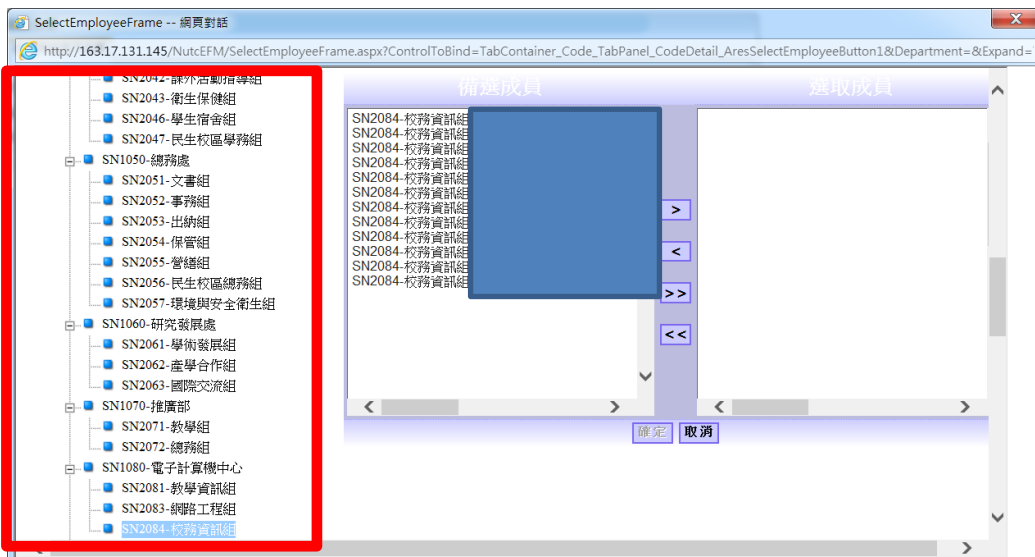 SelectEmployeeFrame -- 網頁對話
X
http://163.17.131.145/NutcEFM/SelectEmployeeFrame.aspx?ControlToBind=TabContainer_Code_TabPanel_CodeDetail_AresSelectEmployeeButton1&Department=&Expand=
SN2042-課外活動指導組
SN2043-衛生保健組
SN2046-學生宿舍組
SN2047-民生校區學務組
SN1050-總務處
SN2051-文書組
SN2052-事務組
SN2053-出納組
SN2054-保管組
SN2055-營繕組
SN2056-民生校區總務組
SN2057-環境與安全衛生組
SN1060-研究發展處
SN2061-學術發展組
SN2062-產學合作組
SN2063-國際交流組
SN1070-推廣部
SN2071-教學組
SN2072-總務組
SN1080-電子計算機中心
SN2081-教學資訊組
SN2083-網路工程組
SN2084-校務資訊組
備選成員
SN2084-校務資訊組
SN2084-校務資訊組
SN2084-校務資訊組
SN2084-校務資訊組
SN2084-校務資訊組
SN2084-校務資訊組
SN2084-校務資訊組
SN2084-校務資訊組
SN2084-校務資訊組
SN2084-校務資訊組
SN2084-校務資訊組
SN2084-校務資訊組
>
<
>>
<<
選取成員
確定 取消